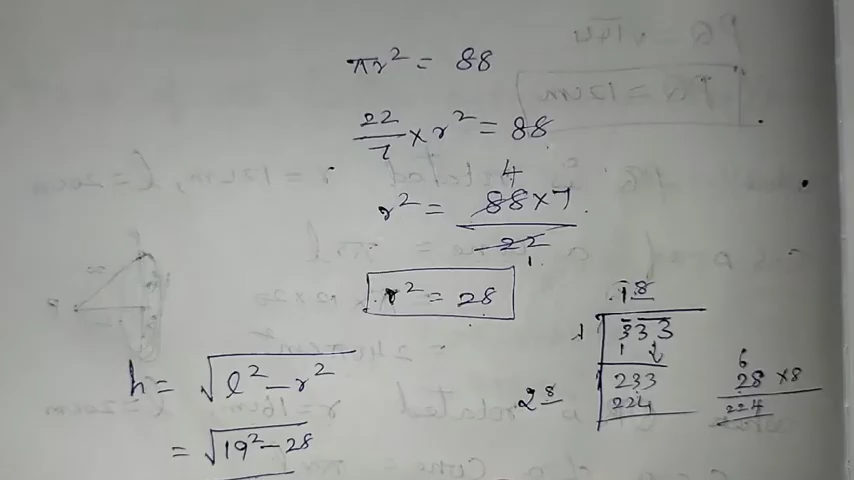 πr² = 88
22/7 × r² = 88
4
r² = 88×7 / 22
1
r² = 28
h = √l² − r²
= √19² − 28
18
1 333
1
233
28 224
6
28 ×8
224